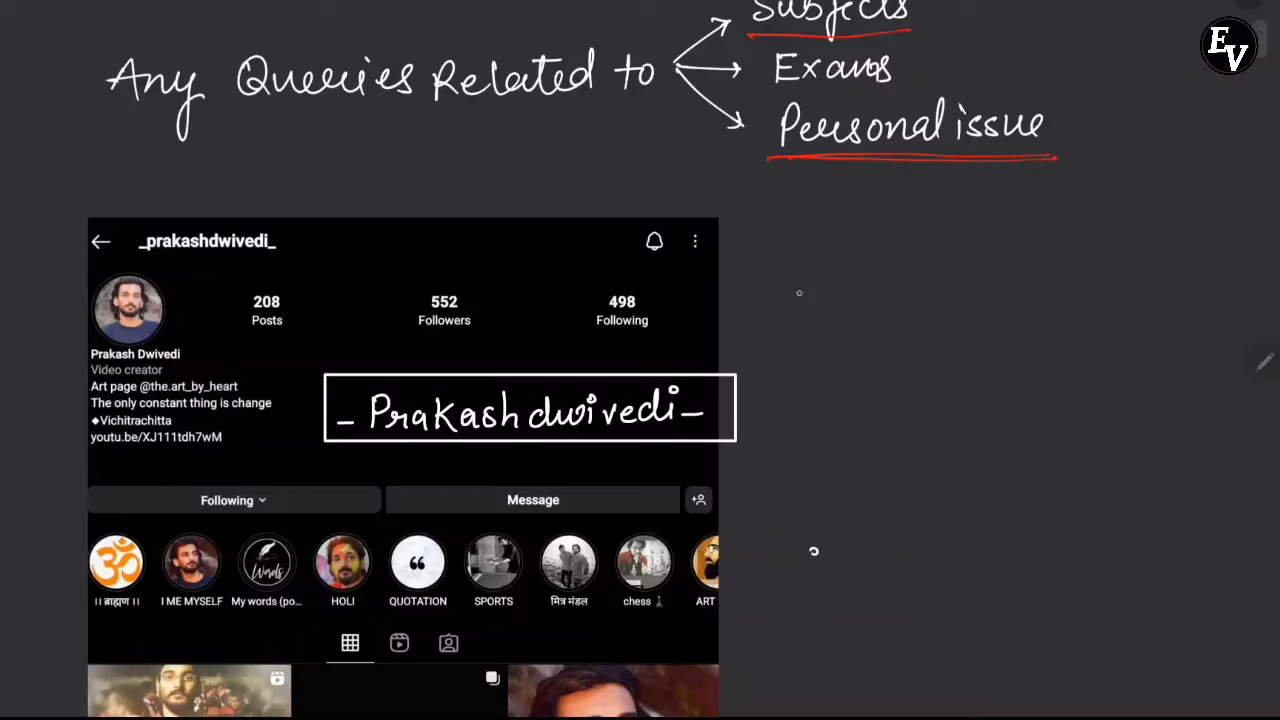 Subjects
Any Queries Related to
Exams
Personal issue
EV
_prakashdwivedi_
208
552
498
Posts
Followers
Following
Prakash Dwivedi
Video creator
Art page @the.art_by_heart
The only constant thing is change
◆Vichitrachitta
youtu.be/XJ111tdh7wM
_ Prakashdwivedi _
Following
Message
Words
।। ब्राह्मण ।।
I ME MYSELF
My words (po...
HOLI
QUOTATION
SPORTS
मित्र मंडल
chess
ART